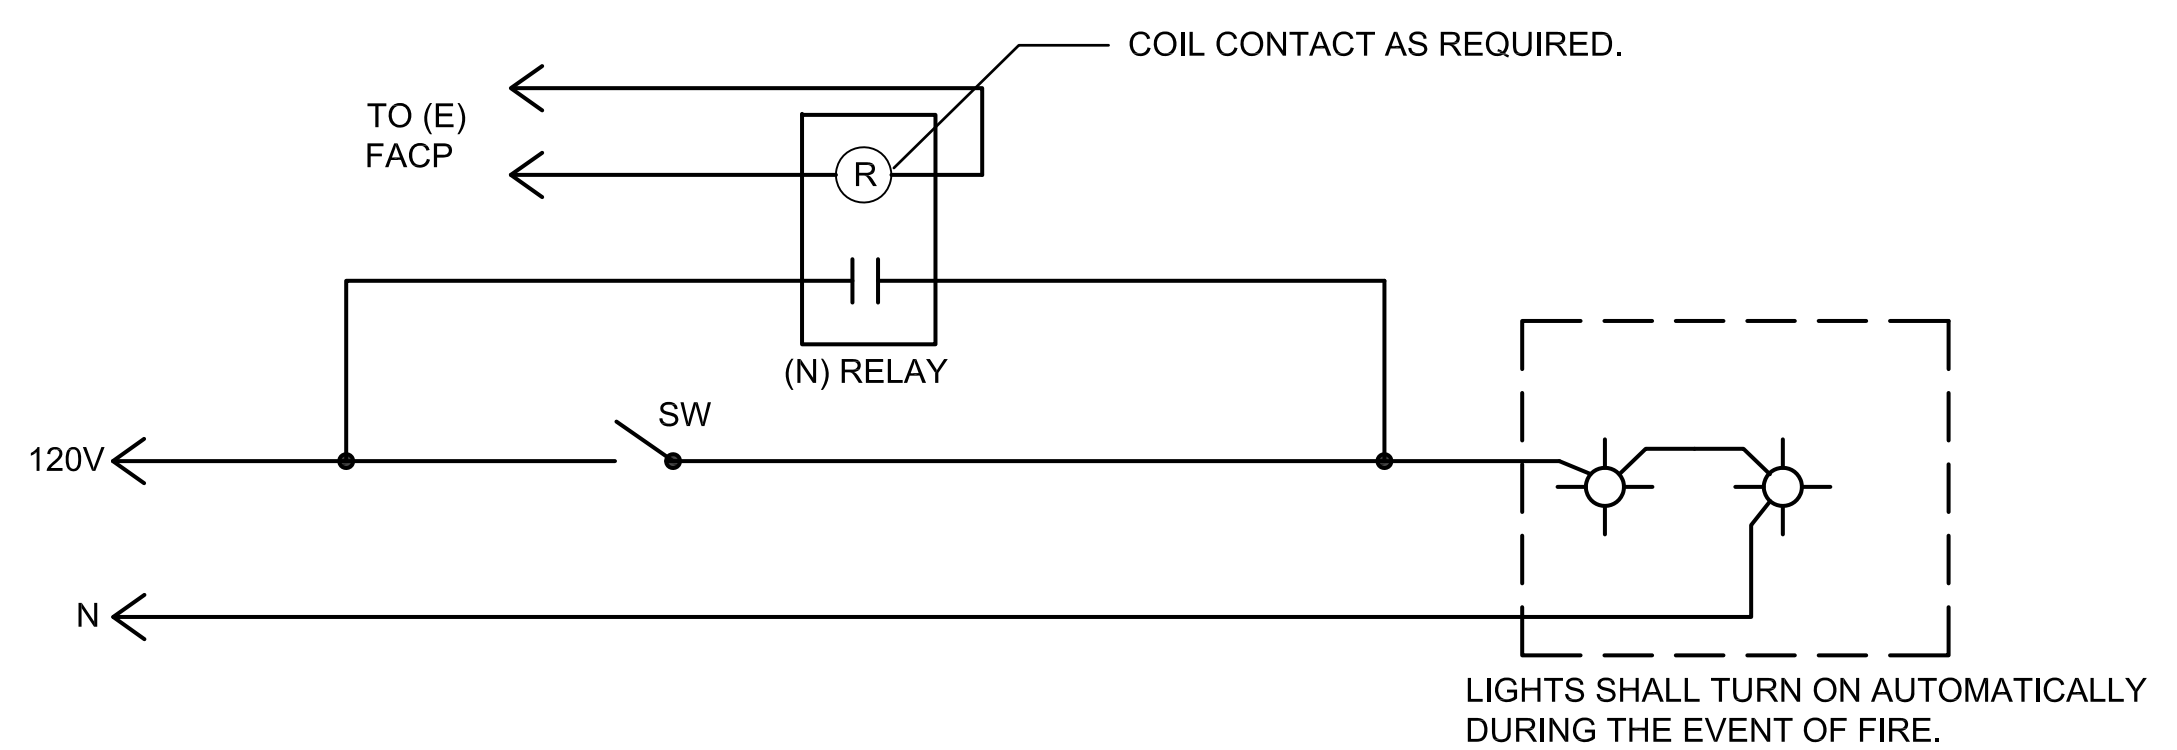 COIL CONTACT AS REQUIRED.
TO (E)
FACP
R
(N) RELAY
SW
120V
N
LIGHTS SHALL TURN ON AUTOMATICALLY
DURING THE EVENT OF FIRE.